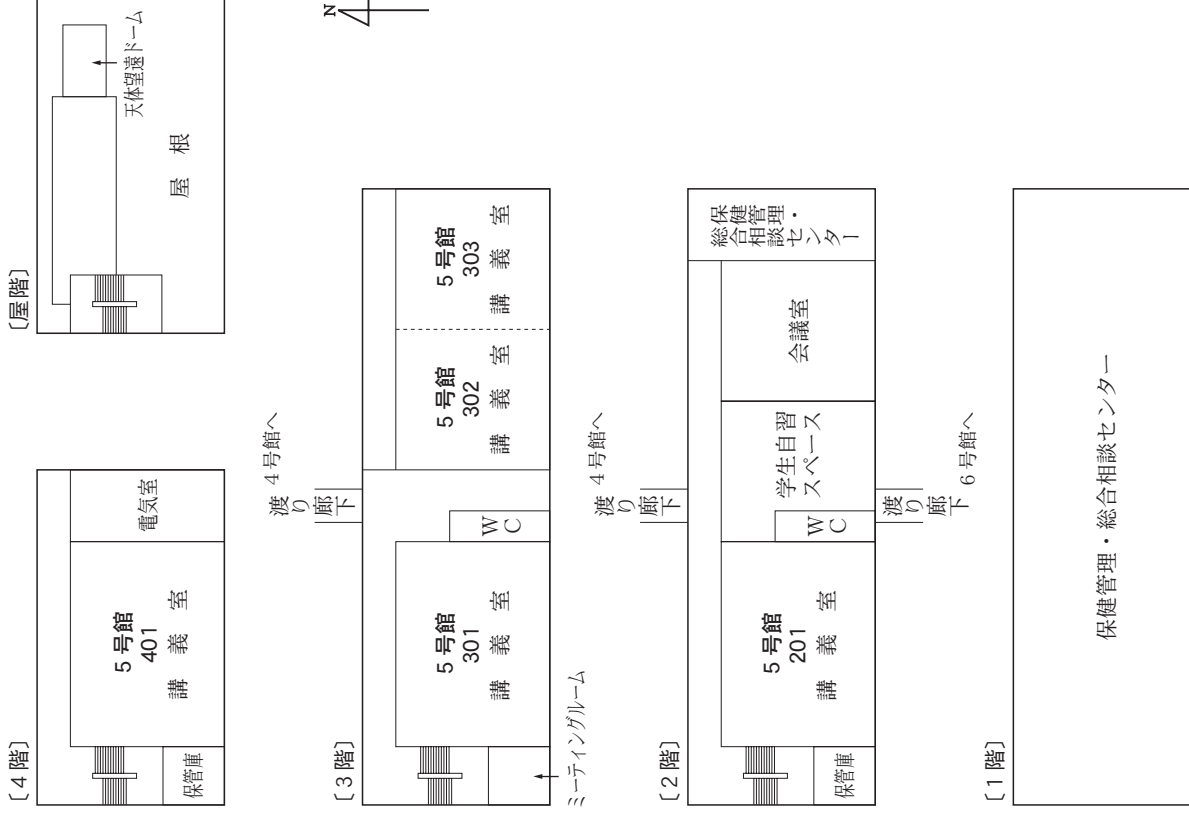 〔屋階〕
天体望遠ドーム
屋根
N
〔4階〕
5号館
401
講義室
電気室
保管庫
〔3階〕
渡り廊下
4号館へ
5号館
301
講義室
WC
5号館
302
講義室
5号館
303
講義室
ミーティングルーム
〔2階〕
渡り廊下
4号館へ
5号館
201
講義室
保管庫
WC
学生自習
スペース
会議室
保健管理・
総合相談
センター
渡り廊下
6号館へ
〔1階〕
保健管理・総合相談センター